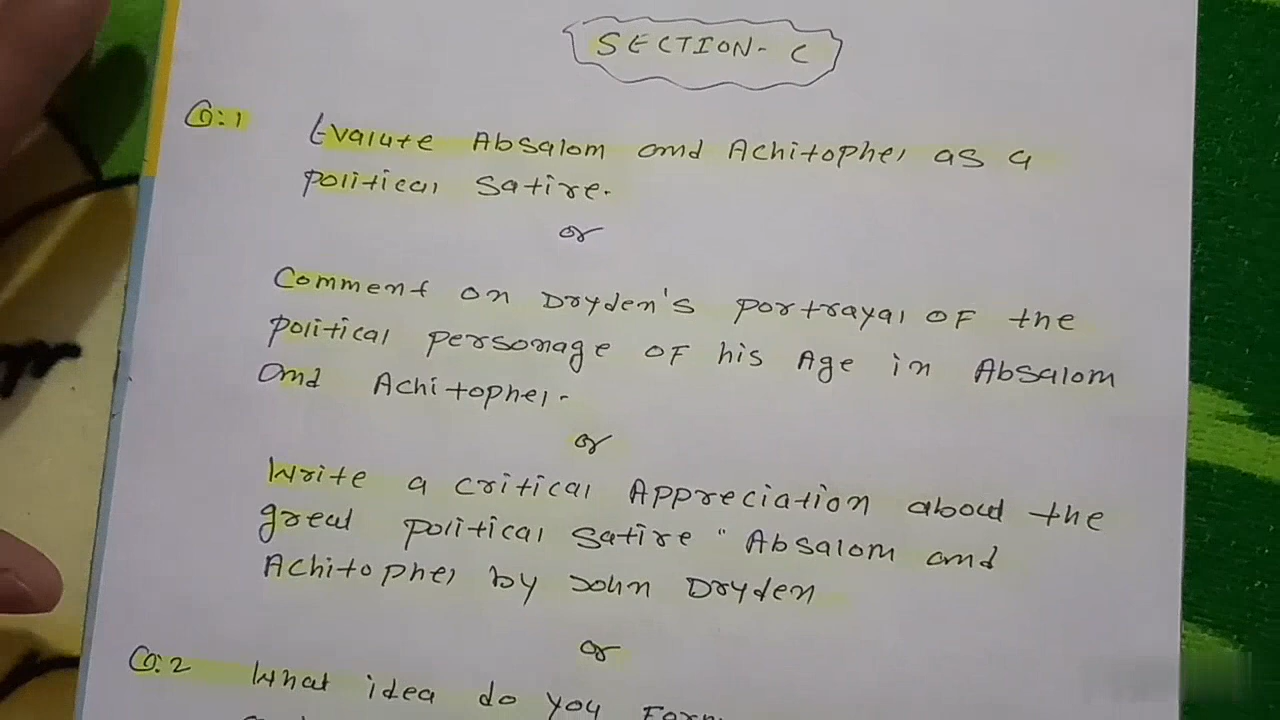 SECTION- C
Q:1 Evalute Absalom and Achitophel as a
political satire.
or
Comment on Dryden's portrayal OF the
political personage OF his Age in Absalom
and Achitophel.
or
Write a critical Appreciation about the
great political satire " Absalom and
Achitophel by John Dryden
or
Q:2 What idea do you Form